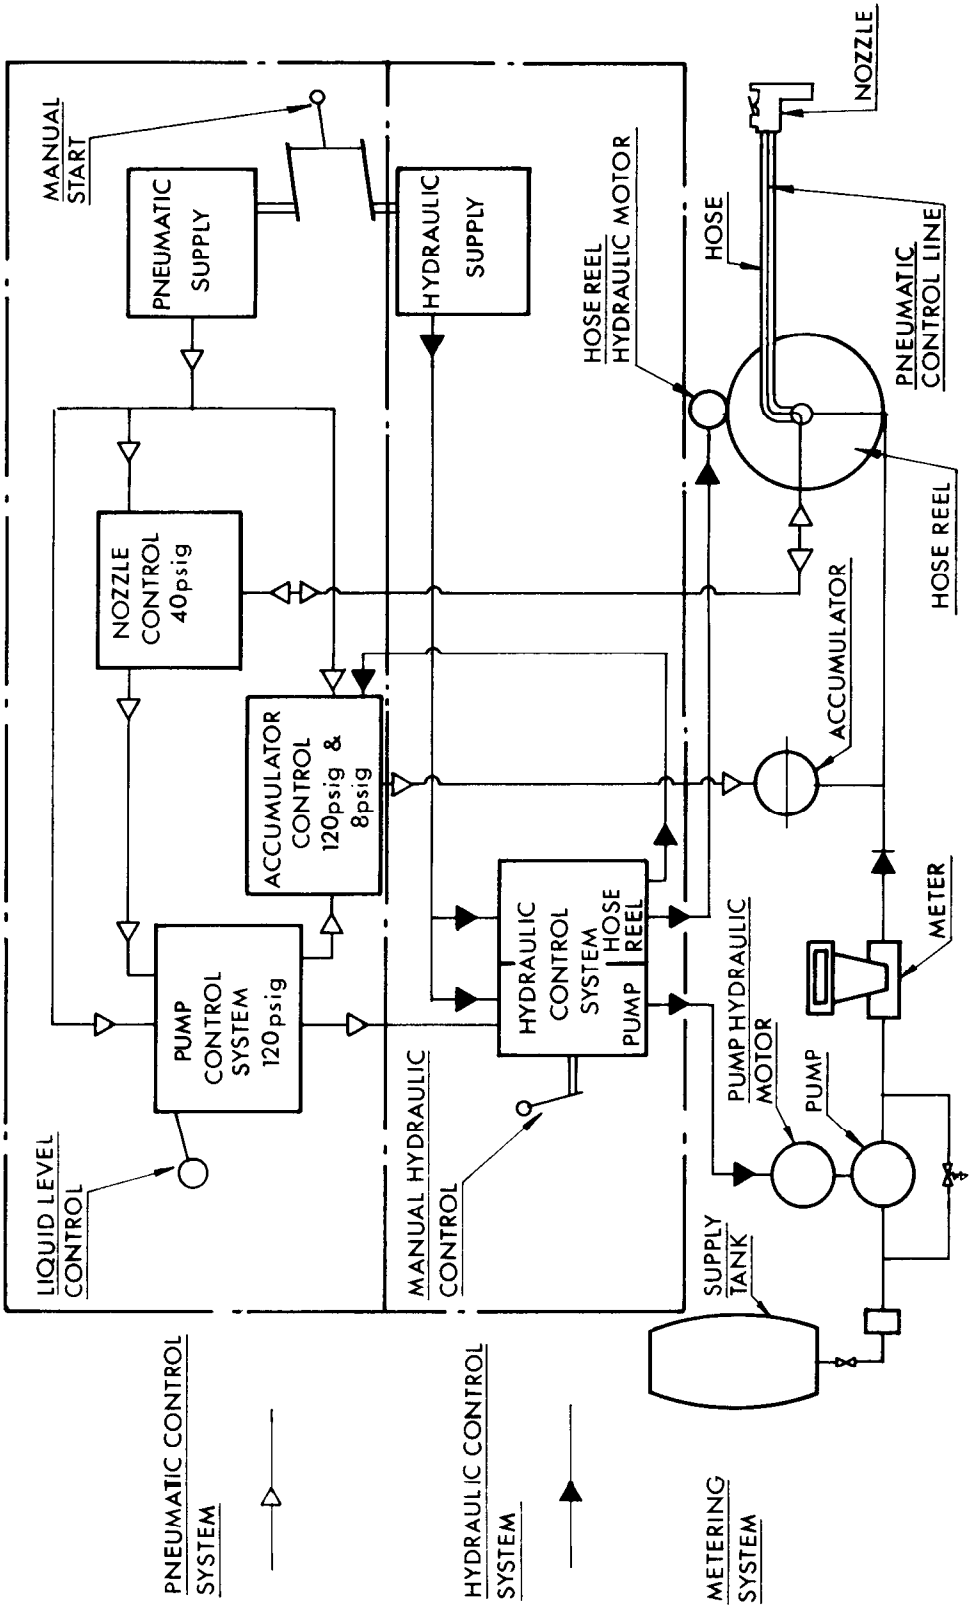 PNEUMATIC CONTROL
SYSTEM
LIQUID LEVEL
CONTROL
PUMP
CONTROL
SYSTEM
120psig
NOZZLE
CONTROL
40psig
ACCUMULATOR
CONTROL
120psig &
8psig
PNEUMATIC
SUPPLY
MANUAL
START
HYDRAULIC CONTROL
SYSTEM
MANUAL HYDRAULIC
CONTROL
HYDRAULIC
CONTROL
SYSTEM
PUMP
HOSE
REEL
HYDRAULIC
SUPPLY
HOSE REEL
HYDRAULIC MOTOR
METERING
SYSTEM
SUPPLY
TANK
PUMP HYDRAULIC
MOTOR
PUMP
METER
ACCUMULATOR
HOSE REEL
HOSE
PNEUMATIC
CONTROL LINE
NOZZLE